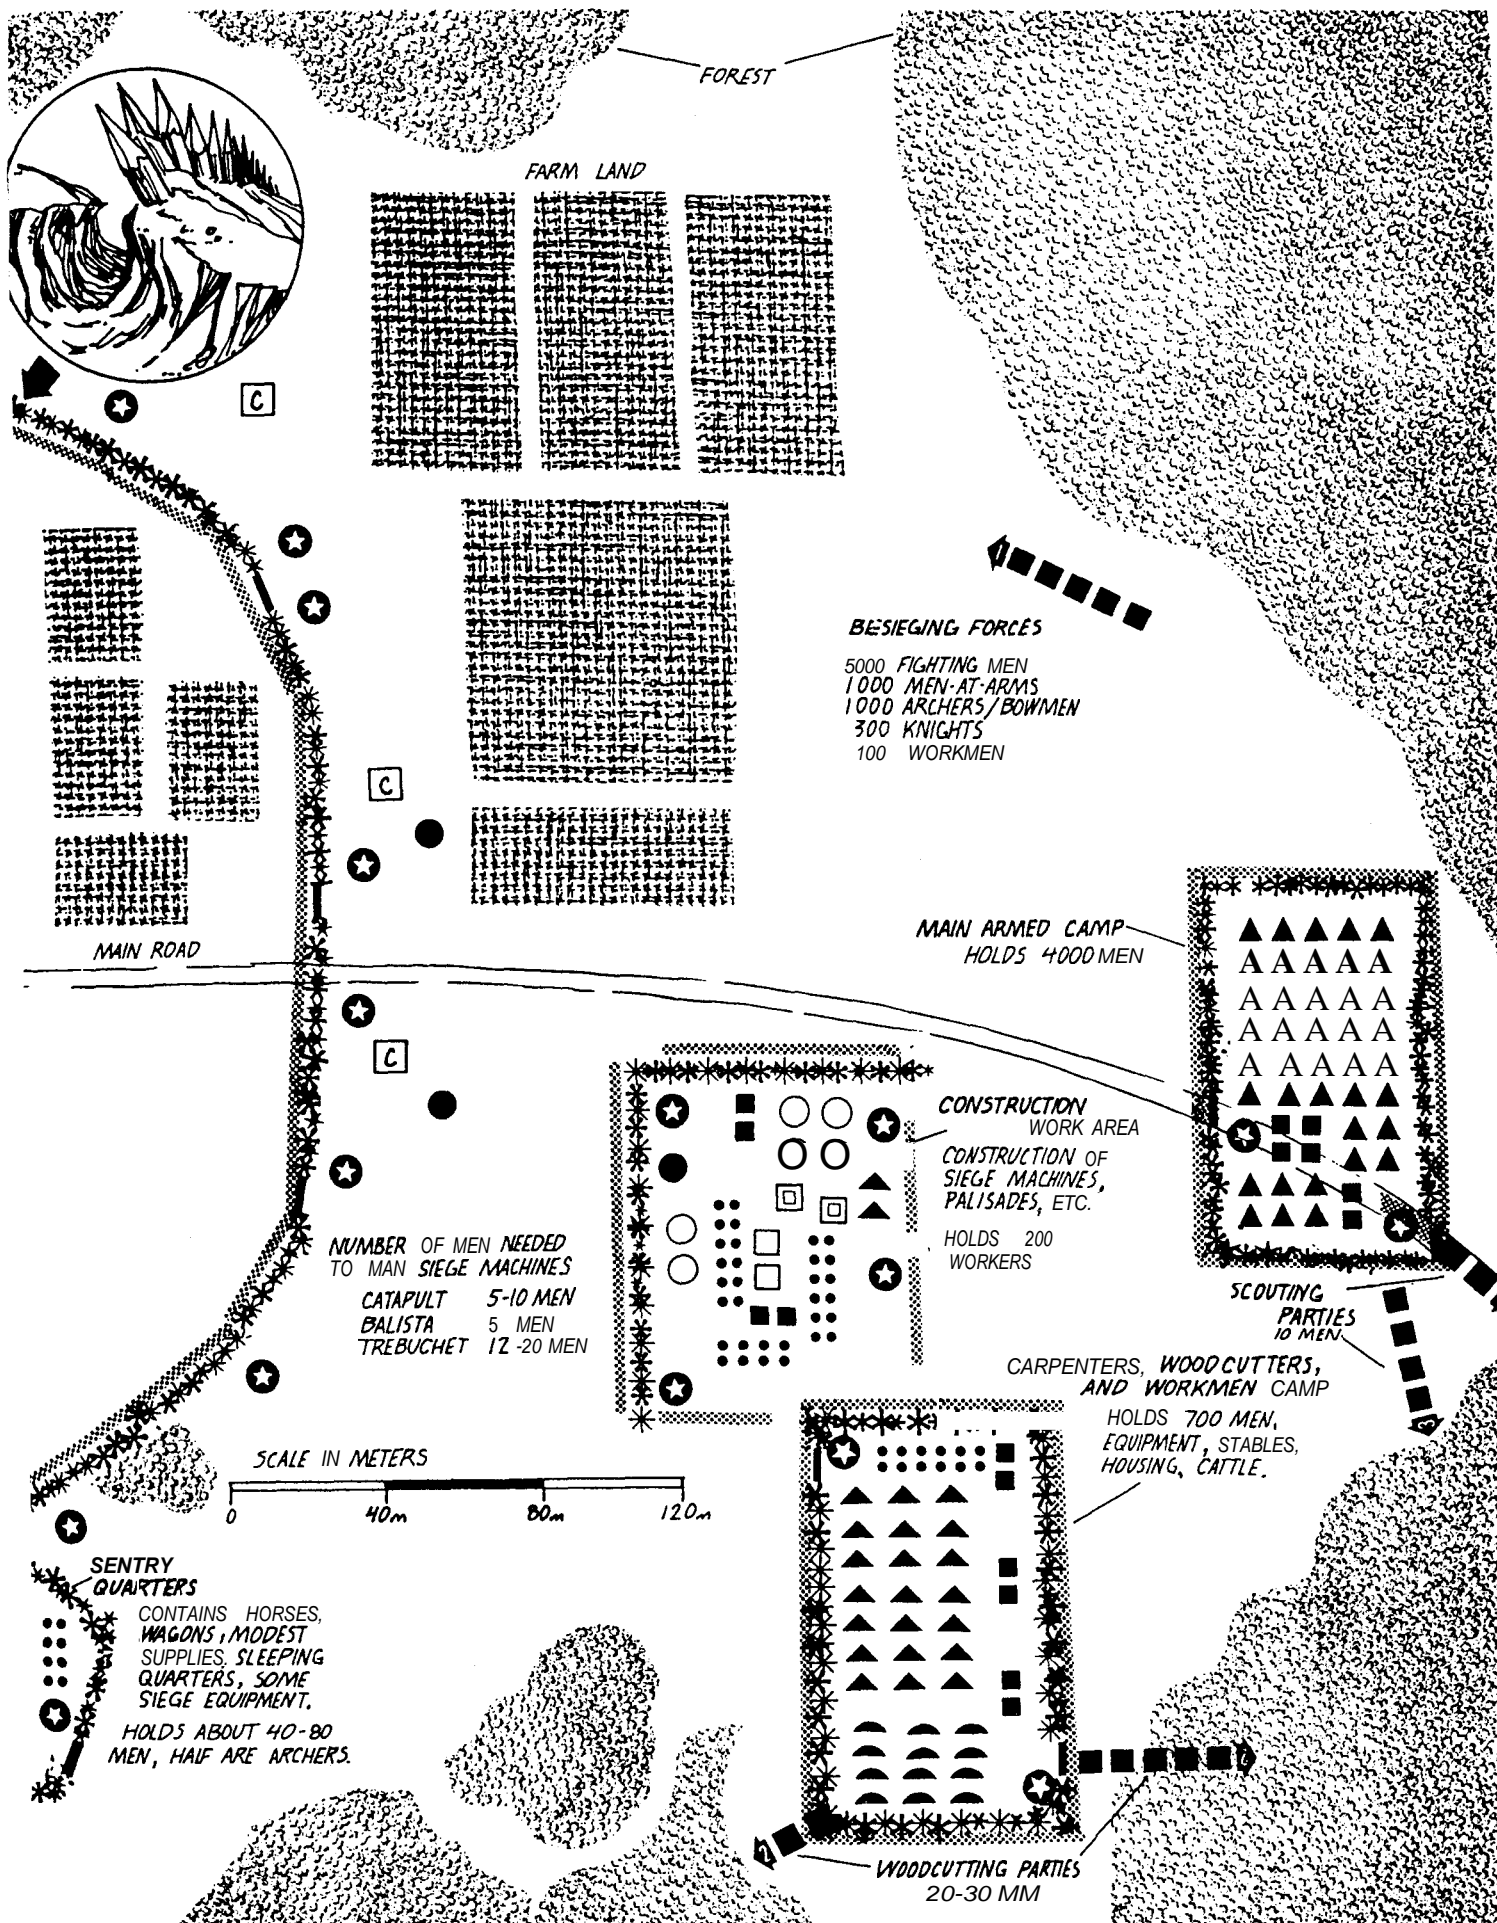 FOREST
FARM LAND
C
1
BESIEGING FORCES
5000 FIGHTING MEN
1000 MEN-AT-ARMS
1000 ARCHERS/BOWMEN
300 KNIGHTS
100 WORKMEN
C
MAIN ARMED CAMP
HOLDS 4000 MEN
A A A A A
A A A A A
A A A A A
A A A A A
MAIN ROAD
C
CONSTRUCTION
WORK AREA
CONSTRUCTION OF
SIEGE MACHINES,
PALISADES, ETC.
HOLDS 200
WORKERS
NUMBER OF MEN NEEDED
TO MAN SIEGE MACHINES
CATAPULT 5-10 MEN
BALISTA 5 MEN
TREBUCHET 12-20 MEN
SCOUTING
PARTIES
10 MEN
3
CARPENTERS, WOODCUTTERS,
AND WORKMEN CAMP
HOLDS 700 MEN,
EQUIPMENT, STABLES,
HOUSING, CATTLE.
SCALE IN METERS
0 40m 80m 120m
SENTRY
QUARTERS
CONTAINS HORSES,
WAGONS, MODEST
SUPPLIES, SLEEPING
QUARTERS, SOME
SIEGE EQUIPMENT.
HOLDS ABOUT 40-80
MEN, HALF ARE ARCHERS.
2
WOODCUTTING PARTIES
20-30 MM